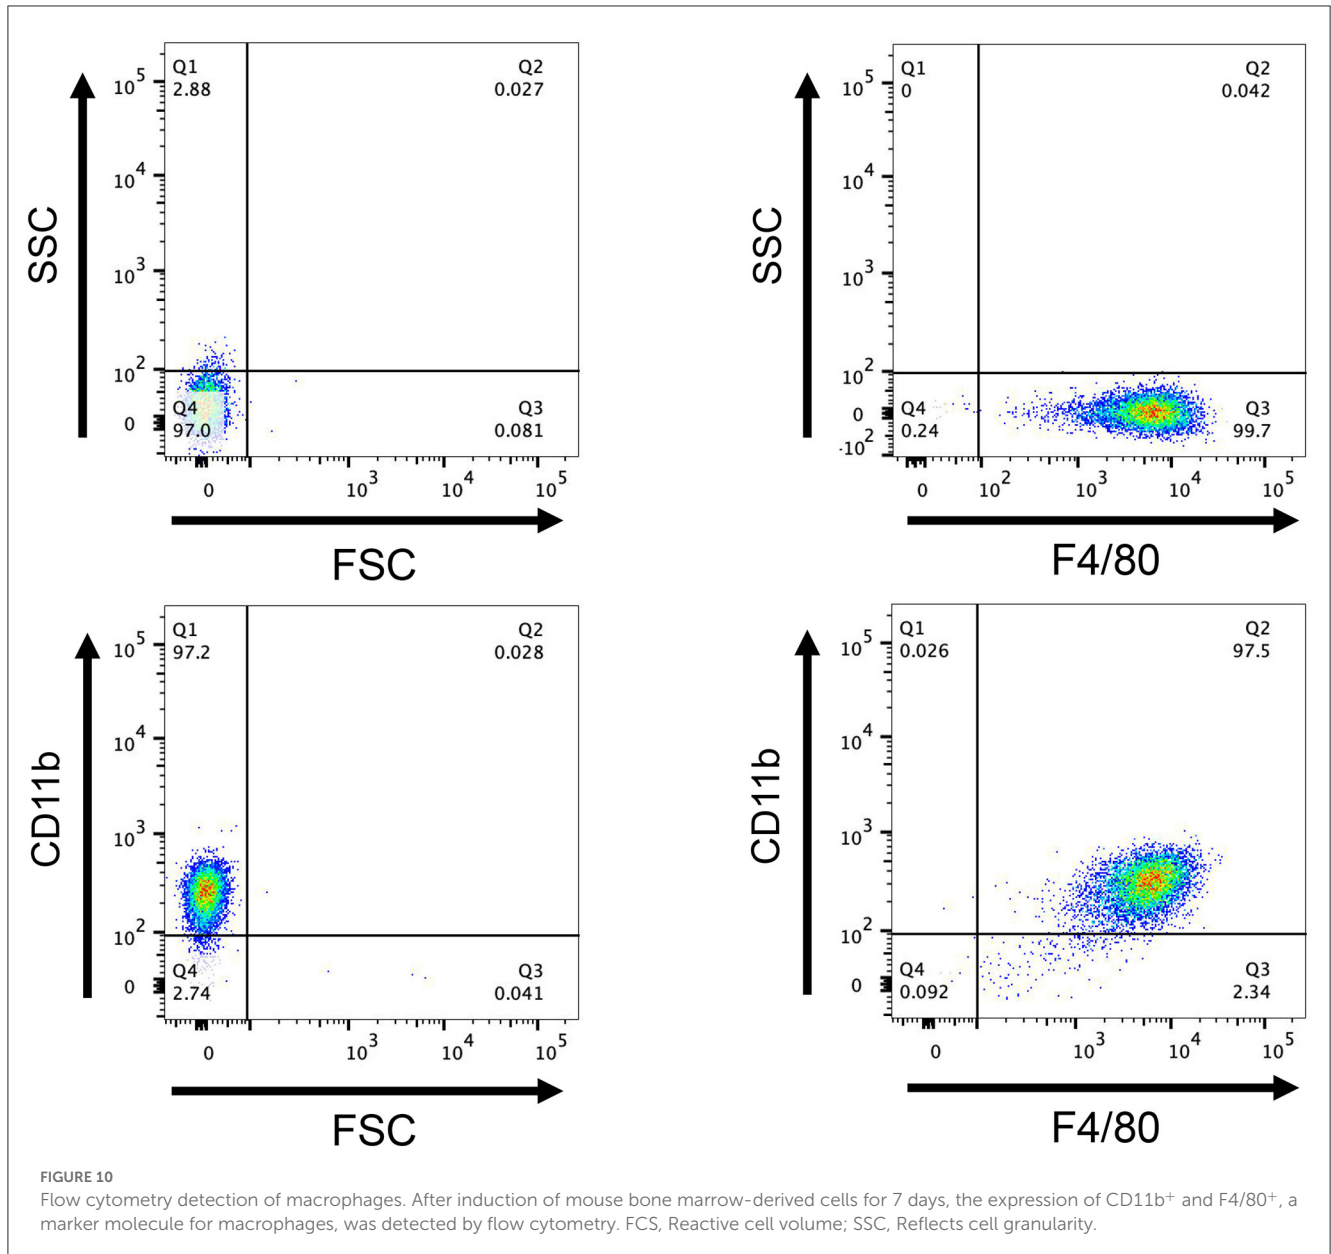 Q1
2.88
Q2
0.027
10^5
10^4
10^3
10^2
0
SSC
Q4
97.0
Q3
0.081
0
10^3
10^4
10^5
FSC
Q1
0
Q2
0.042
10^5
10^4
10^3
10^2
0
-10^2
SSC
Q4
0.24
Q3
99.7
0
10^2
10^3
10^4
10^5
F4/80
Q1
97.2
Q2
0.028
10^5
10^4
10^3
10^2
0
CD11b
Q4
2.74
Q3
0.041
0
10^3
10^4
10^5
FSC
Q1
0.026
Q2
97.5
10^5
10^4
10^3
10^2
0
CD11b
Q4
0.092
Q3
2.34
0
10^3
10^4
10^5
F4/80
FIGURE 10
Flow cytometry detection of macrophages. After induction of mouse bone marrow-derived cells for 7 days, the expression of CD11b⁺ and F4/80⁺, a
marker molecule for macrophages, was detected by flow cytometry. FCS, Reactive cell volume; SSC, Reflects cell granularity.